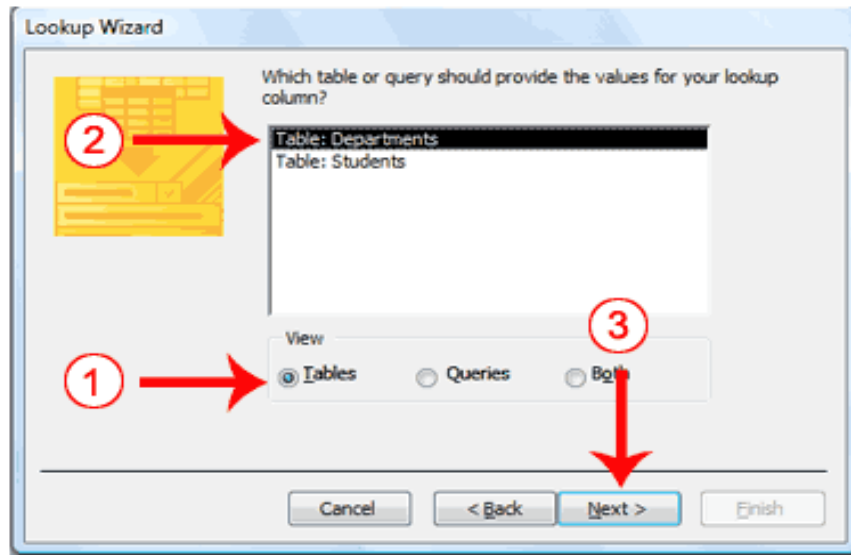 Lookup Wizard
Which table or query should provide the values for your lookup
column?
2
Table: Departments
Table: Students
3
View
1
Tables Queries Both
Cancel < Back Next > Finish